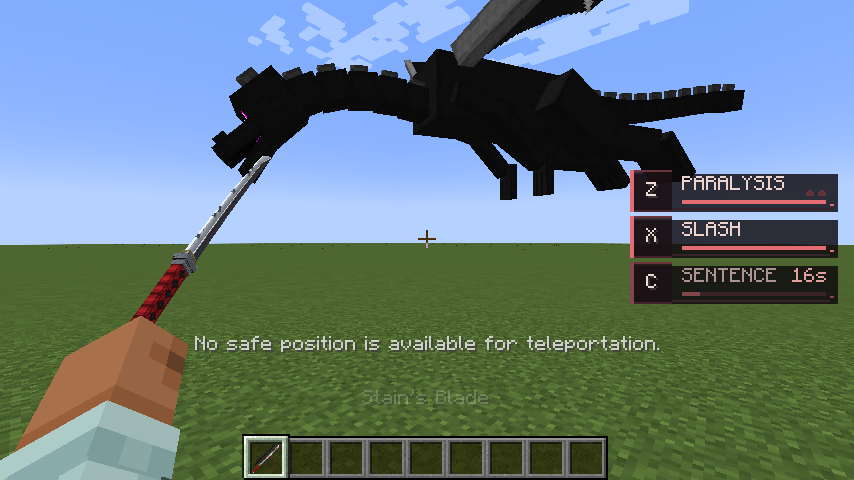 Z PARALYSIS
X SLASH
C SENTENCE 16s
No safe position is available for teleportation.
Stain's Blade